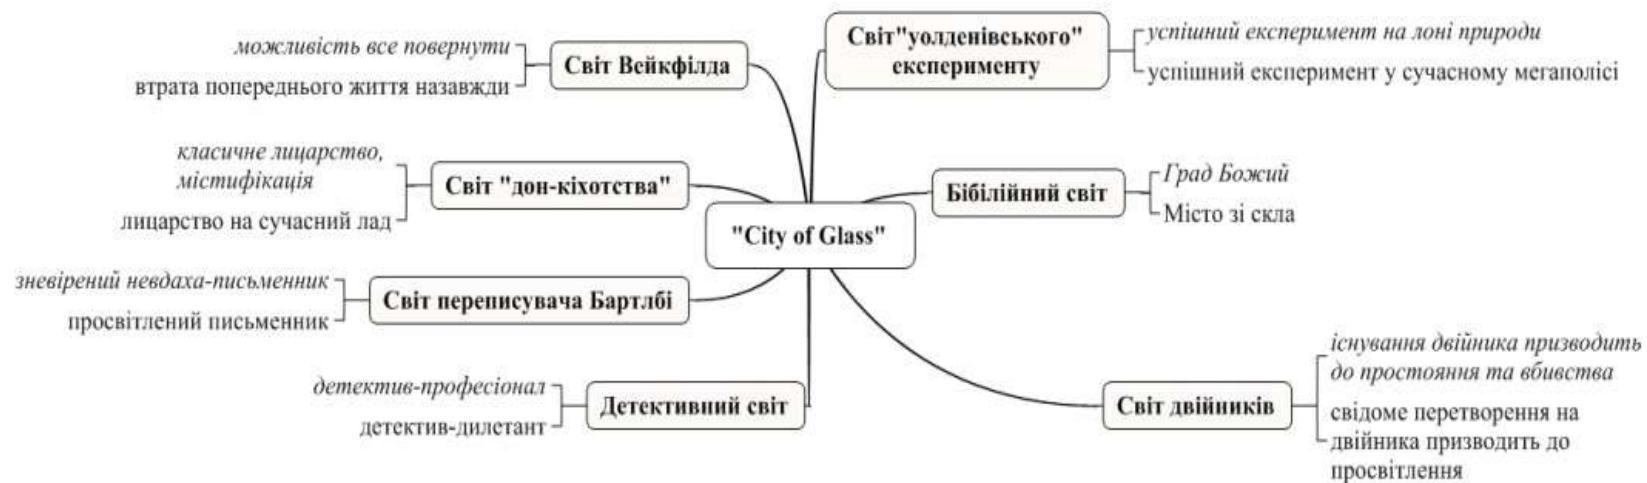 можливість все повернути
втрата попереднього життя назавжди
Світ Вейкфілда
Світ"уолденівського"
експерименту
успішний експеримент на лоні природи
успішний експеримент у сучасному мегаполісі
класичне лицарство,
містифікація
лицарство на сучасний лад
Світ "дон-кіхотства"
"City of Glass"
Бібілійний світ
Град Божий
Місто зі скла
зневірений невдаха-письменник
просвітлений письменник
Світ переписувача Бартлбі
детектив-професіонал
детектив-дилетант
Детективний світ
Світ двійників
існування двійника призводить
до простояння та вбивства
свідоме перетворення на
двійника призводить до
просвітлення